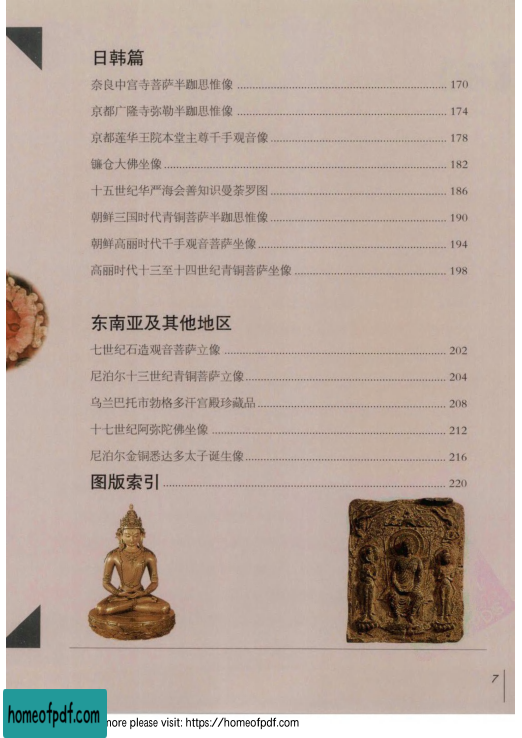 日韩篇
奈良中宫寺菩萨半跏思惟像 170
京都广隆寺弥勒半跏思惟像 174
京都莲华王院本堂主尊千手观音像 178
镰仓大佛坐像 182
十五世纪华严海会善知识曼荼罗图 186
朝鲜三国时代青铜菩萨半跏思惟像 190
朝鲜高丽时代千手观音菩萨坐像 194
高丽时代十三至十四世纪青铜菩萨坐像 198
东南亚及其他地区
七世纪石造观音菩萨立像 202
尼泊尔十三世纪青铜菩萨立像 204
乌兰巴托市勃格多汗宫殿珍藏品 208
十七世纪阿弥陀佛坐像 212
尼泊尔金铜悉达多太子诞生像 216
图版索引 220
7
homeofpdf.com
more please visit: https://homeofpdf.com